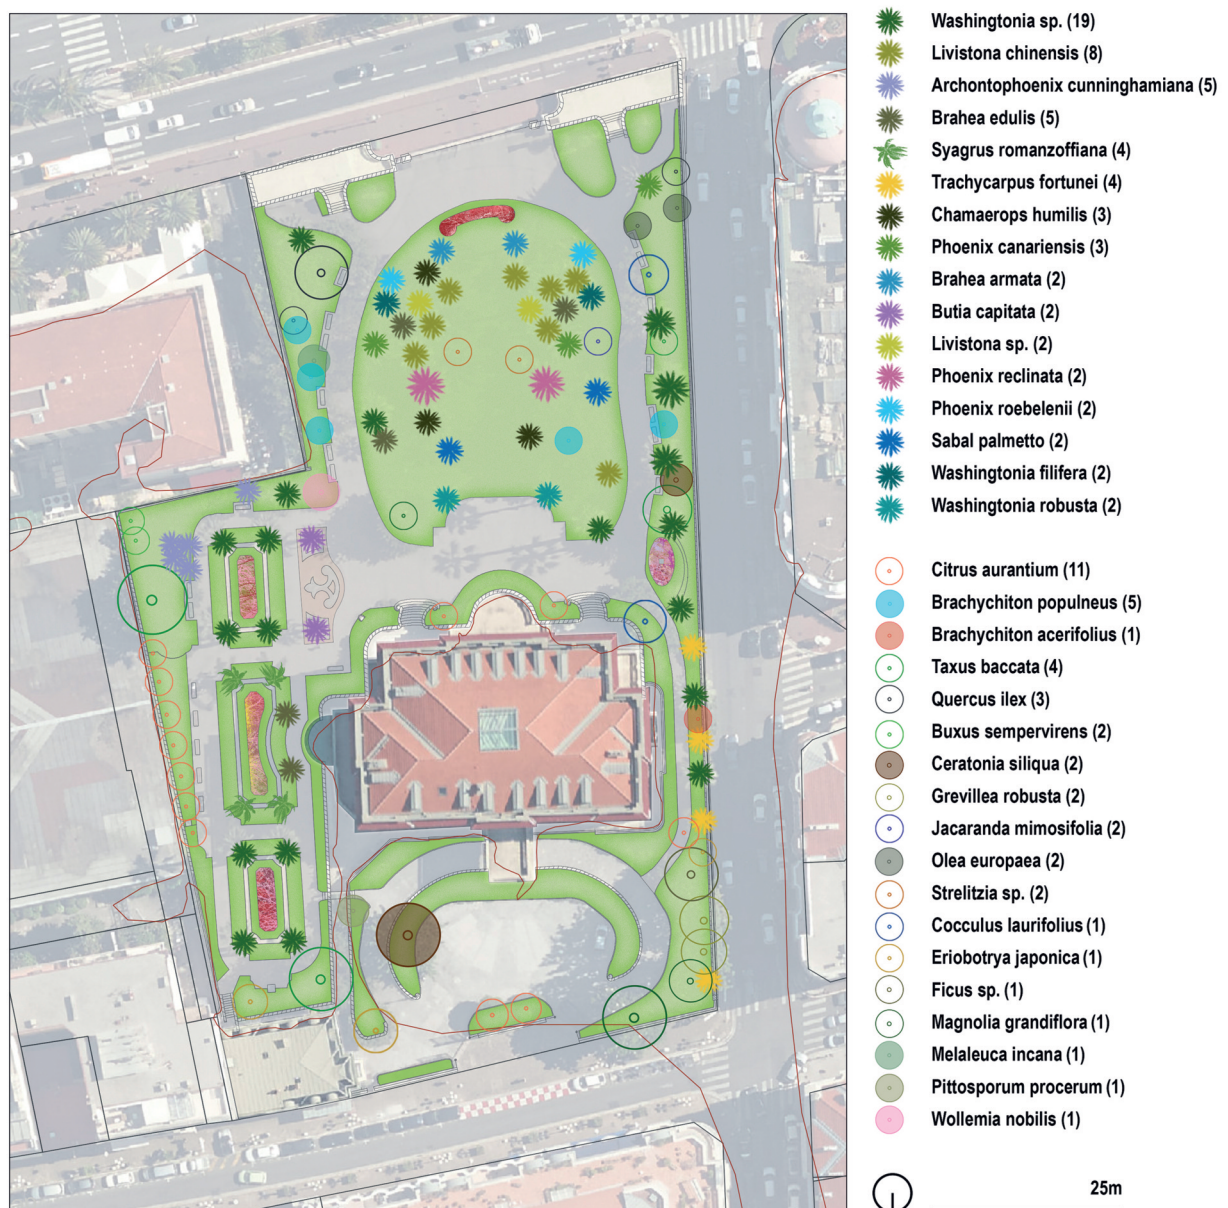 Washingtonia sp. (19)
Livistona chinensis (8)
Archontophoenix cunninghamiana (5)
Brahea edulis (5)
Syagrus romanzoffiana (4)
Trachycarpus fortunei (4)
Chamaerops humilis (3)
Phoenix canariensis (3)
Brahea armata (2)
Butia capitata (2)
Livistona sp. (2)
Phoenix reclinata (2)
Phoenix roebelenii (2)
Sabal palmetto (2)
Washingtonia filifera (2)
Washingtonia robusta (2)
Citrus aurantium (11)
Brachychiton populneus (5)
Brachychiton acerifolius (1)
Taxus baccata (4)
Quercus ilex (3)
Buxus sempervirens (2)
Ceratonia siliqua (2)
Grevillea robusta (2)
Jacaranda mimosifolia (2)
Olea europaea (2)
Strelitzia sp. (2)
Cocculus laurifolius (1)
Eriobotrya japonica (1)
Ficus sp. (1)
Magnolia grandiflora (1)
Melaleuca incana (1)
Pittosporum procerum (1)
Wollemia nobilis (1)
25m